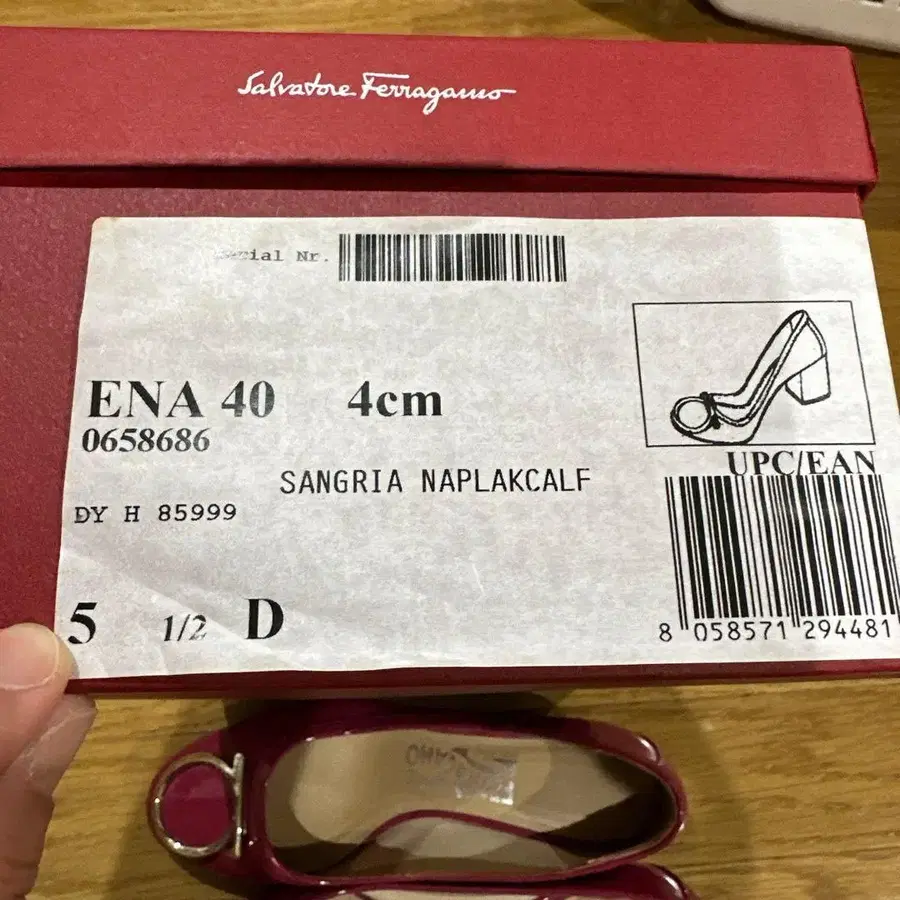 Salvatore Ferragamo
Serial Nr.
ENA 40 4cm
0658686
SANGRIA NAPLAKCALF
DY H 85999
UPC/EAN
5 1/2 D
8 058571 294481